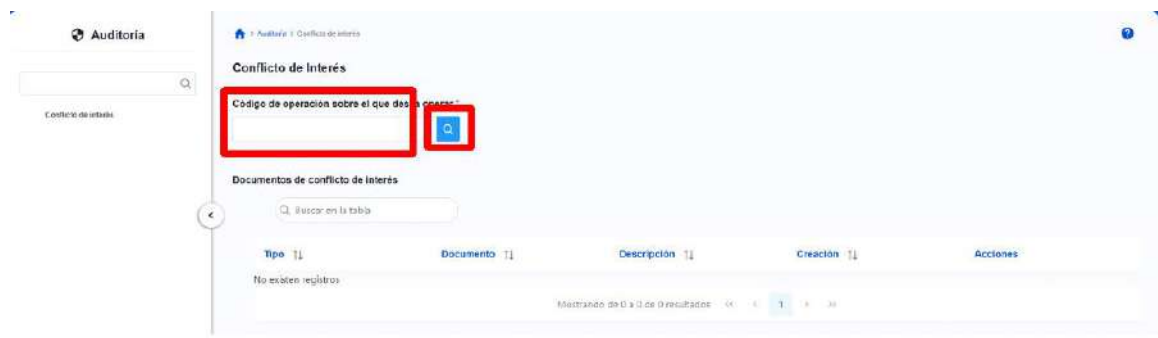 Auditoría
Auditoría > Conflicto de interés
Conflicto de Interés
Conflicto de interés
Código de operación sobre el que desea operar *
Documentos de conflicto de interés
Buscar en la tabla
Tipo Documento Descripción Creación Acciones
No existen registros
Mostrando de 0 a 0 de 0 resultados << < 1 > >>